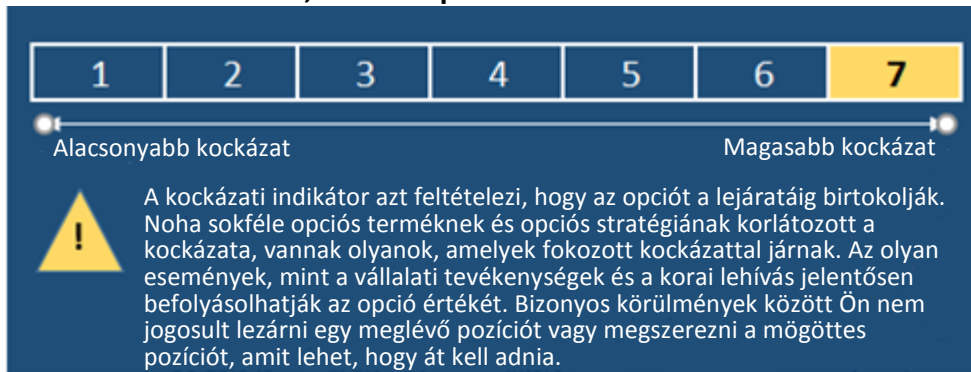 1 2 3 4 5 6 7
Alacsonyabb kockázat Magasabb kockázat
A kockázati indikátor azt feltételezi, hogy az opciót a lejáratáig birtokolják.
Noha sokféle opciós terméknek és opciós stratégiának korlátozott a
kockázata, vannak olyanok, amelyek fokozott kockázattal járnak. Az olyan
események, mint a vállalati tevékenységek és a korai lehívás jelentősen
befolyásolhatják az opció értékét. Bizonyos körülmények között Ön nem
jogosult lezárni egy meglévő pozíciót vagy megszerezni a mögöttes
pozíciót, amit lehet, hogy át kell adnia.
!